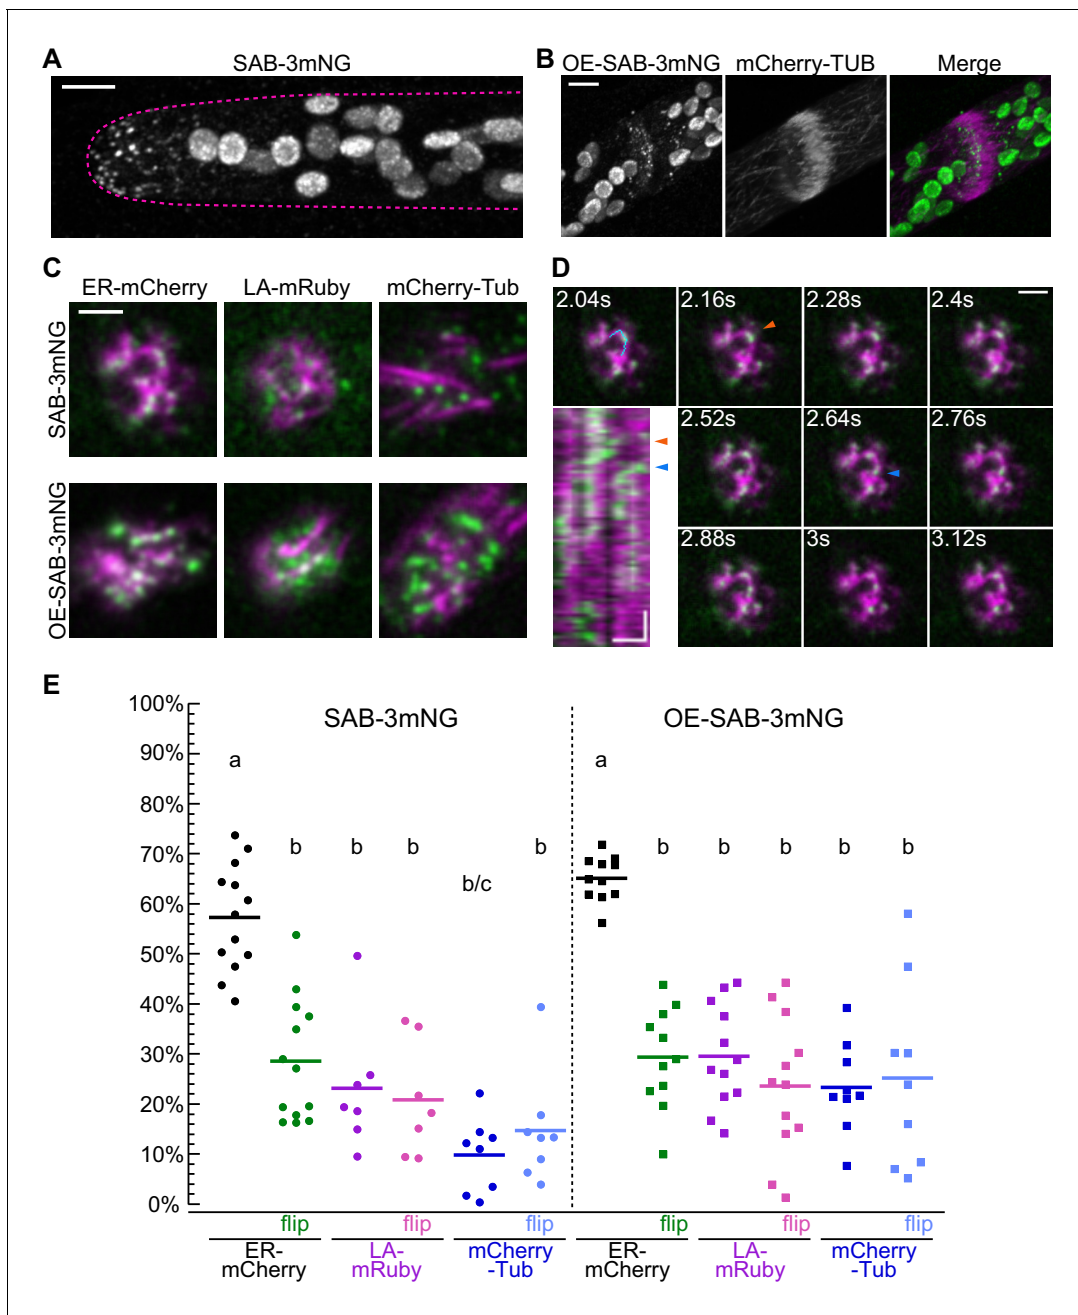 A
SAB-3mNG
B
OE-SAB-3mNG
mCherry-TUB
Merge
C
ER-mCherry
LA-mRuby
mCherry-Tub
SAB-3mNG
OE-SAB-3mNG
D
2.04s
2.16s
2.28s
2.4s
2.52s
2.64s
2.76s
2.88s
3s
3.12s
E
SAB-3mNG
OE-SAB-3mNG
100%
90%
80%
70%
60%
50%
40%
30%
20%
10%
0%
a
b
b
b
b/c
b
a
b
b
b
b
b
flip
flip
flip
flip
flip
flip
ER-
mCherry
LA-
mRuby
mCherry
-Tub
ER-
mCherry
LA-
mRuby
mCherry
-Tub